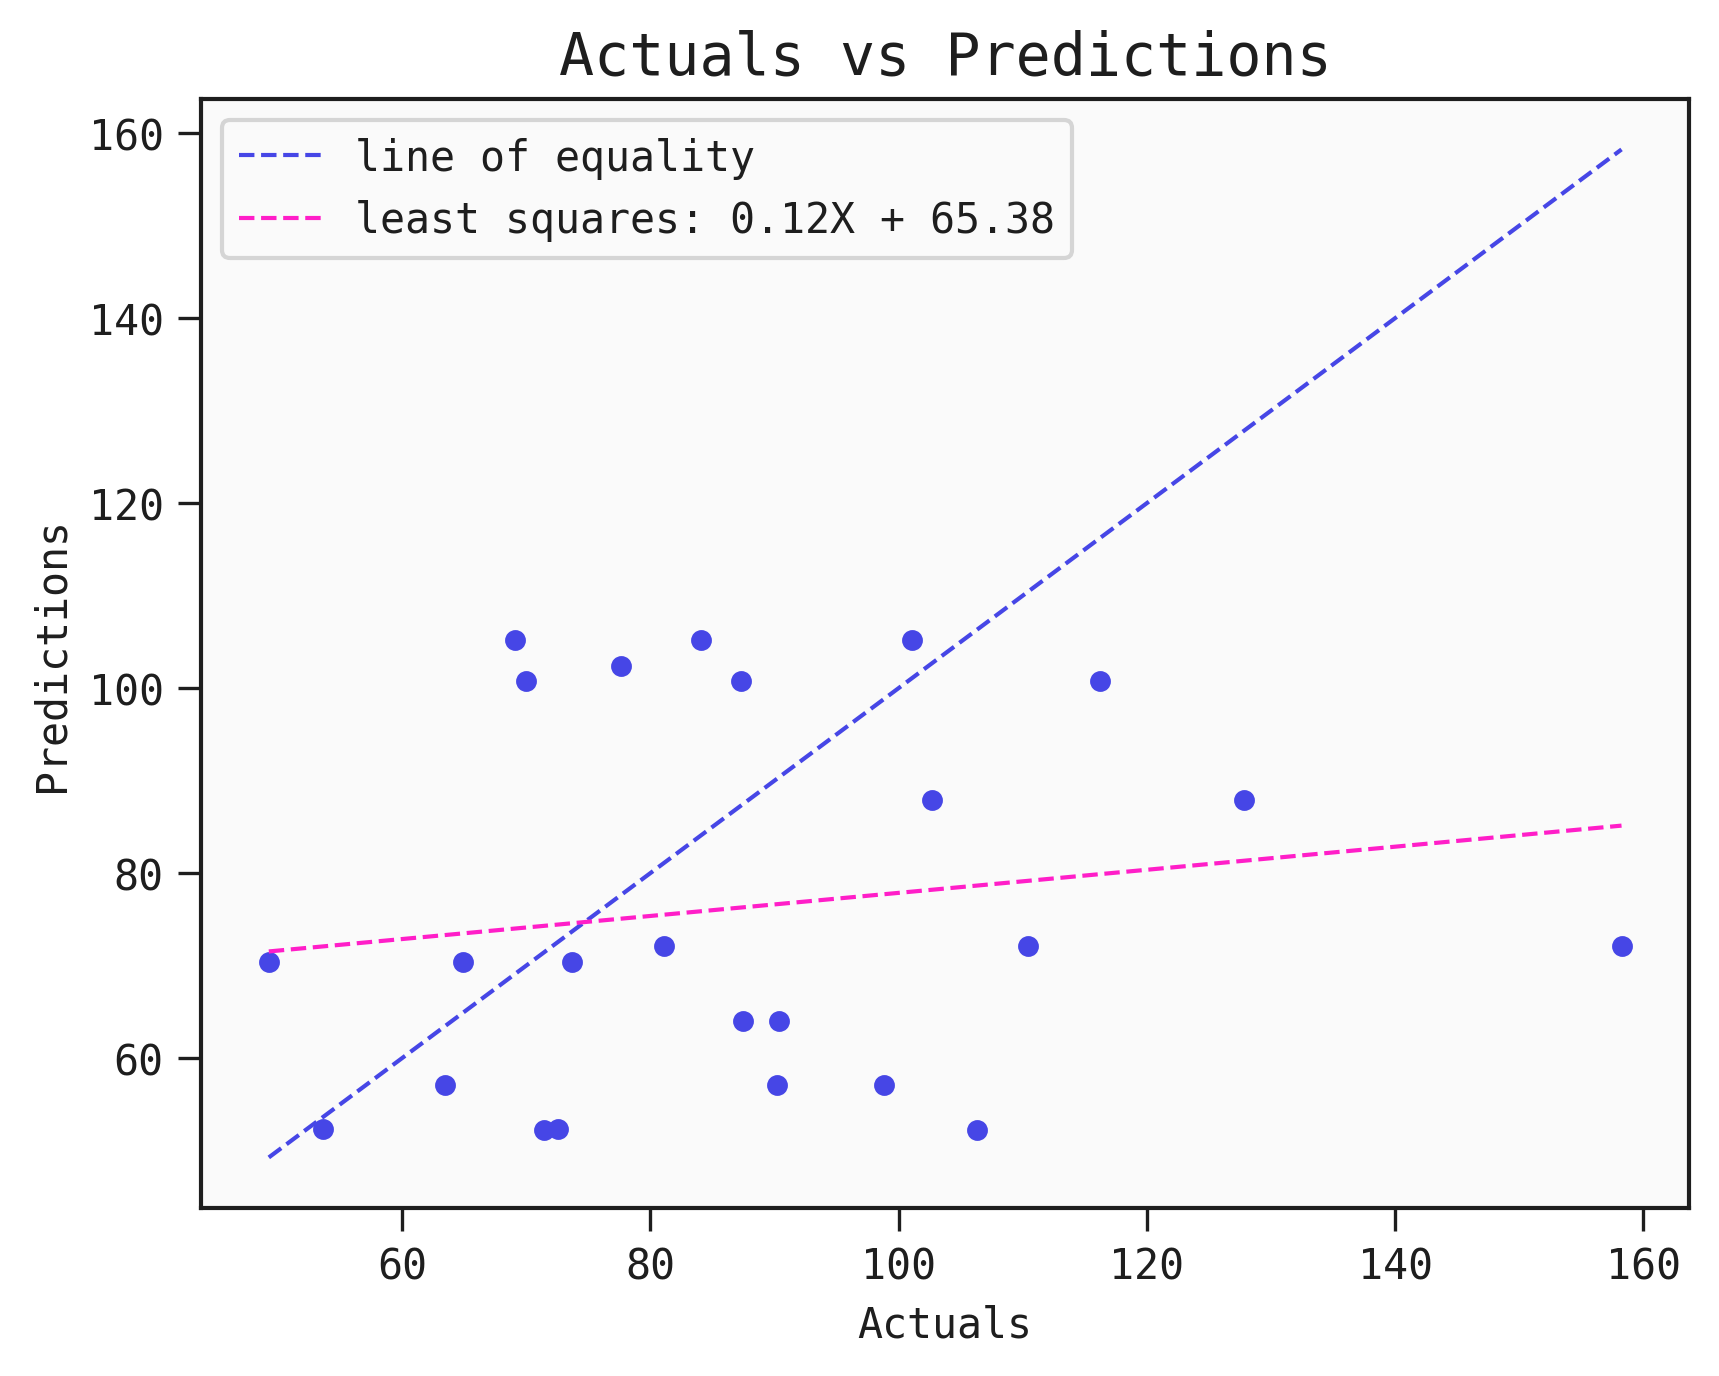 Actuals vs Predictions
line of equality
least squares: 0.12X + 65.38
160
140
120
100
80
60
Predictions
60 80 100 120 140 160
Actuals